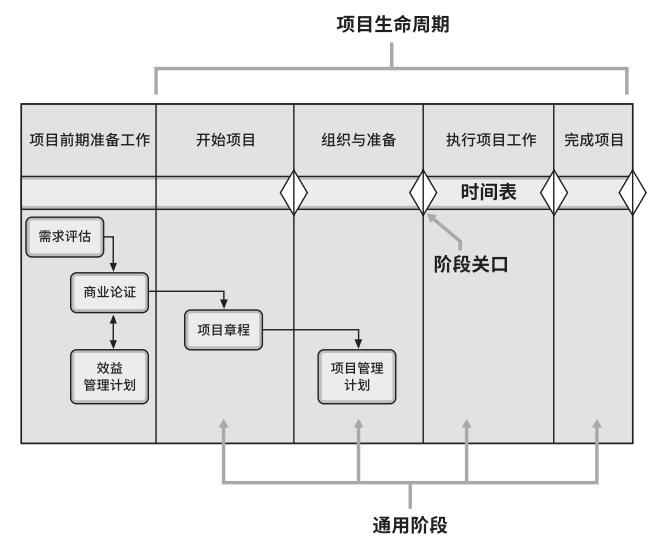 项目生命周期
项目前期准备工作
开始项目
组织与准备
执行项目工作
完成项目
时间表
需求评估
阶段关口
商业论证
项目章程
效益
管理计划
项目管理
计划
通用阶段